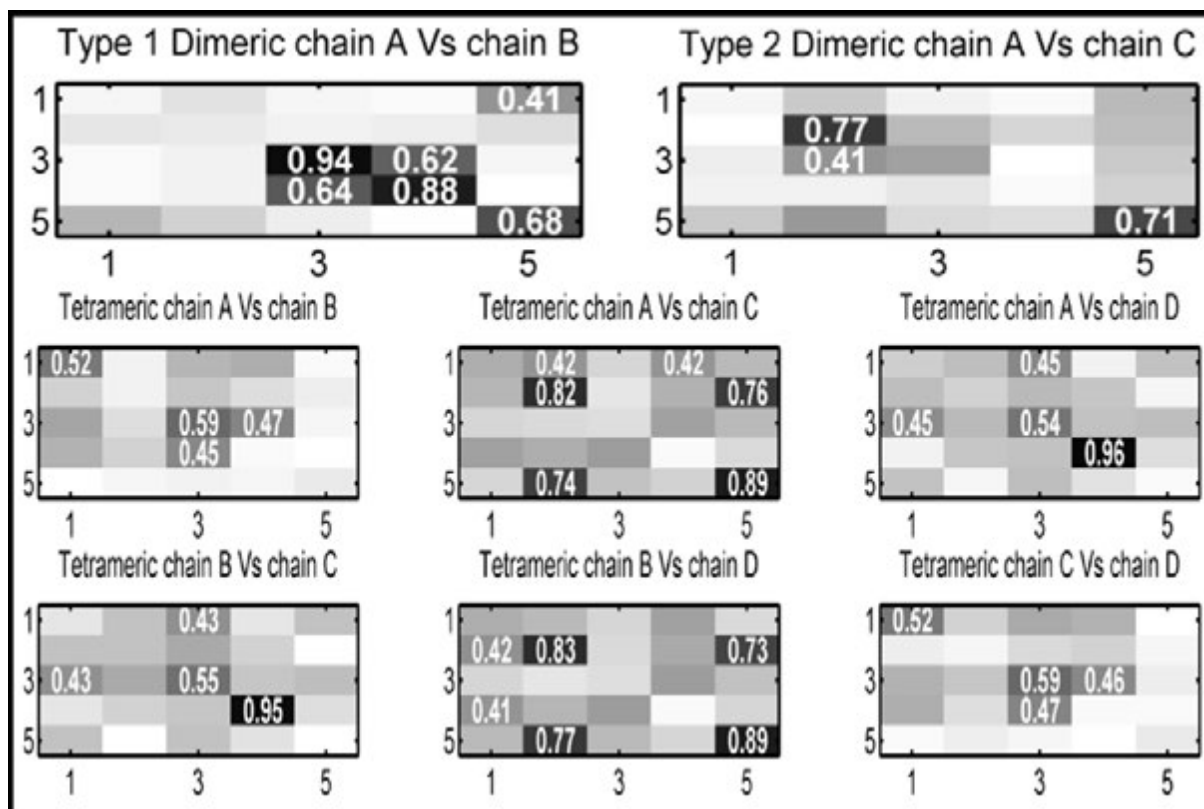 Type 1 Dimeric chain A Vs chain B
1 0.41
3 0.94 0.62
0.64 0.88
5 0.68
1 3 5
Type 2 Dimeric chain A Vs chain C
1
0.77
3 0.41
5 0.71
1 3 5
Tetrameric chain A Vs chain B
1 0.52
3 0.59 0.47
0.45
5
1 3 5
Tetrameric chain A Vs chain C
1 0.42 0.42
0.82 0.76
3
5 0.74 0.89
1 3 5
Tetrameric chain A Vs chain D
1 0.45
3 0.45 0.54
0.96
5
1 3 5
Tetrameric chain B Vs chain C
1 0.43
3 0.43 0.55
0.95
5
1 3 5
Tetrameric chain B Vs chain D
1
0.42 0.83 0.73
3
0.41
5 0.77 0.89
1 3 5
Tetrameric chain C Vs chain D
1 0.52
3 0.59 0.46
0.47
5
1 3 5